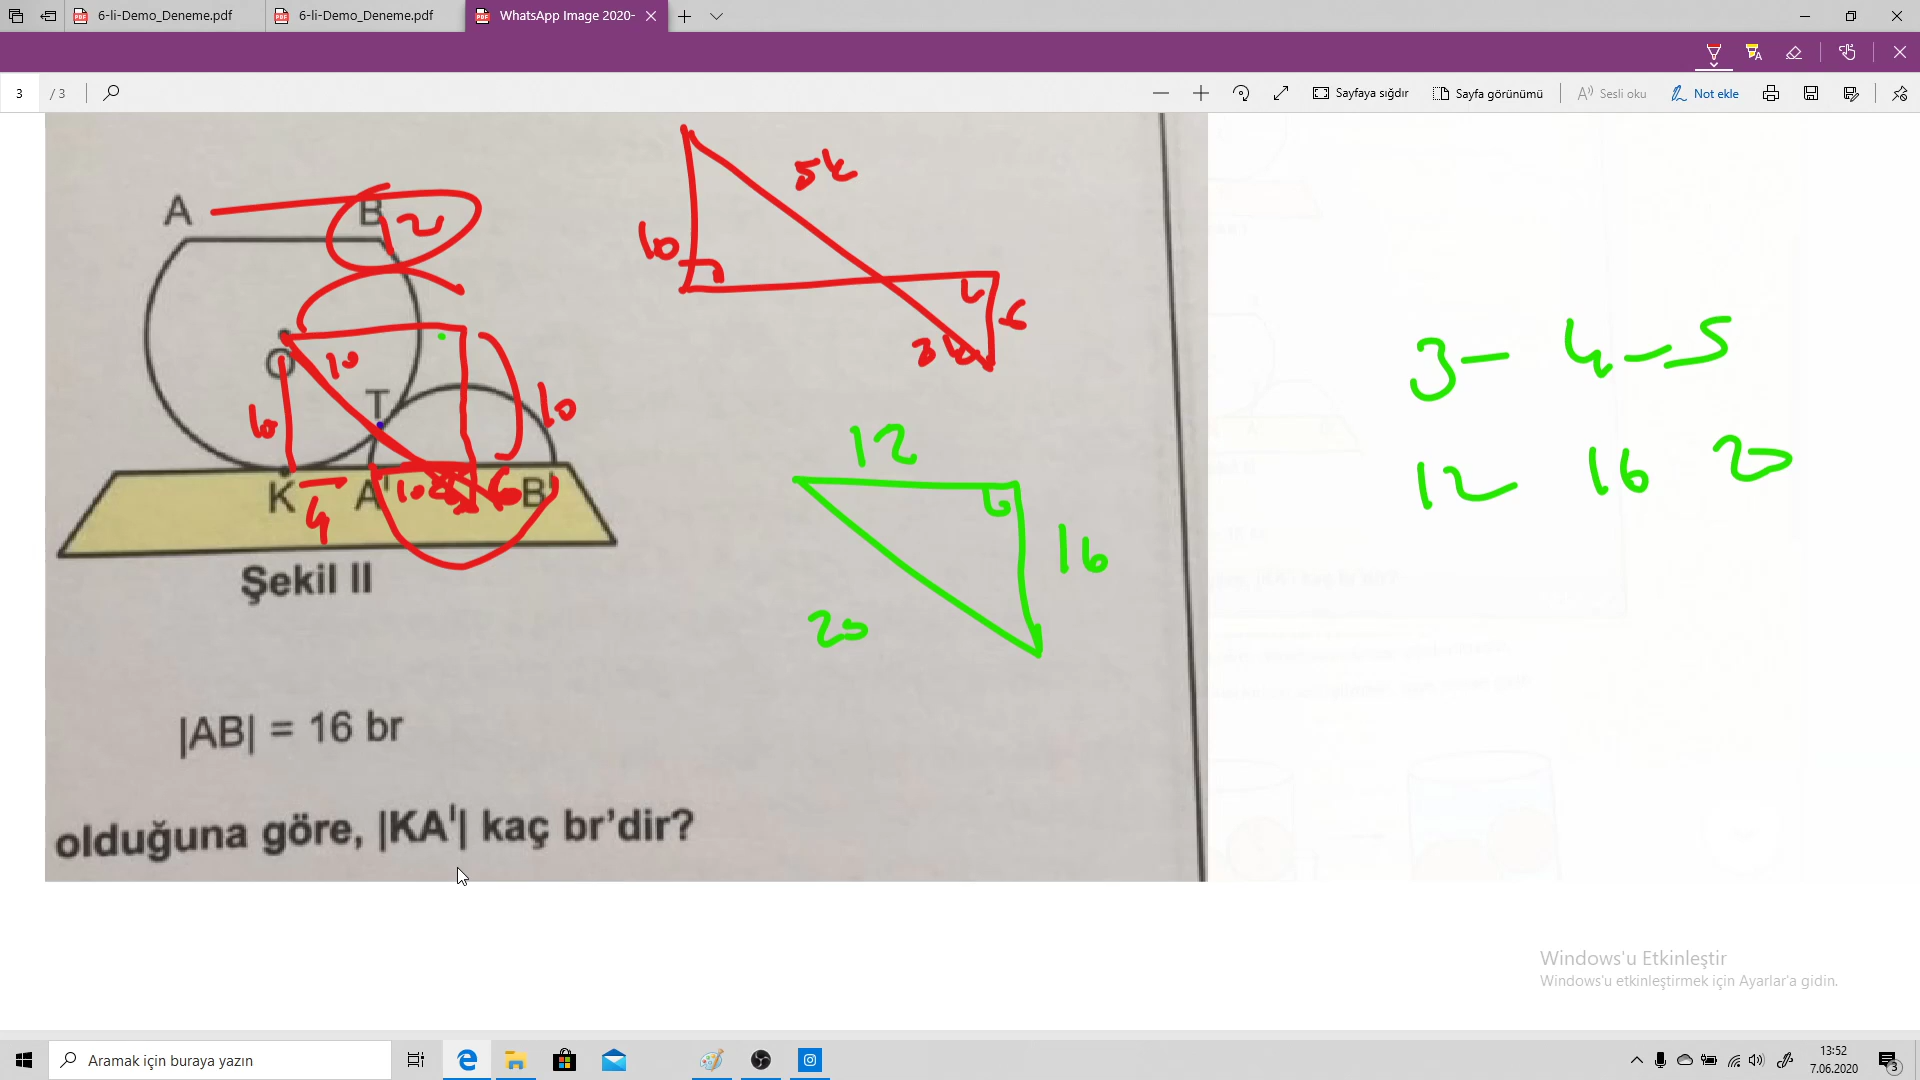 6-li-Demo_Deneme.pdf
6-li-Demo_Deneme.pdf
WhatsApp Image 2020-
3 / 3
Sayfaya sığdır
Sayfa görünümü
Sesli oku
Not ekle
A
B
O
10
10
T
10
K
A'
B'
4
Şekil II
5k
10
6
12
16
20
3 - 4 - 5
12 16 20
|AB| = 16 br
olduğuna göre, |KA'| kaç br'dir?
Windows'u Etkinleştir
Windows'u etkinleştirmek için Ayarlar'a gidin.
Aramak için buraya yazın
13:52
7.06.2020
3